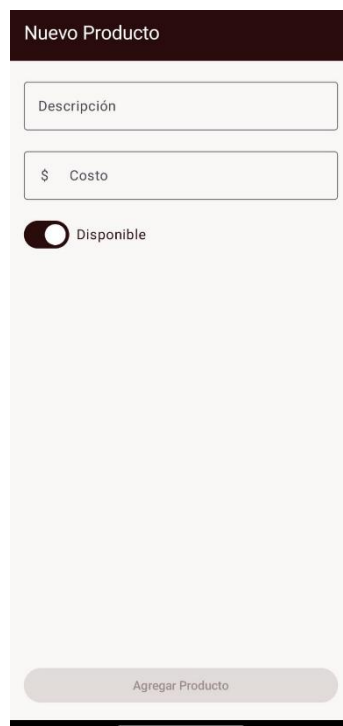 Nuevo Producto
Descripción
$ Costo
Disponible
Agregar Producto